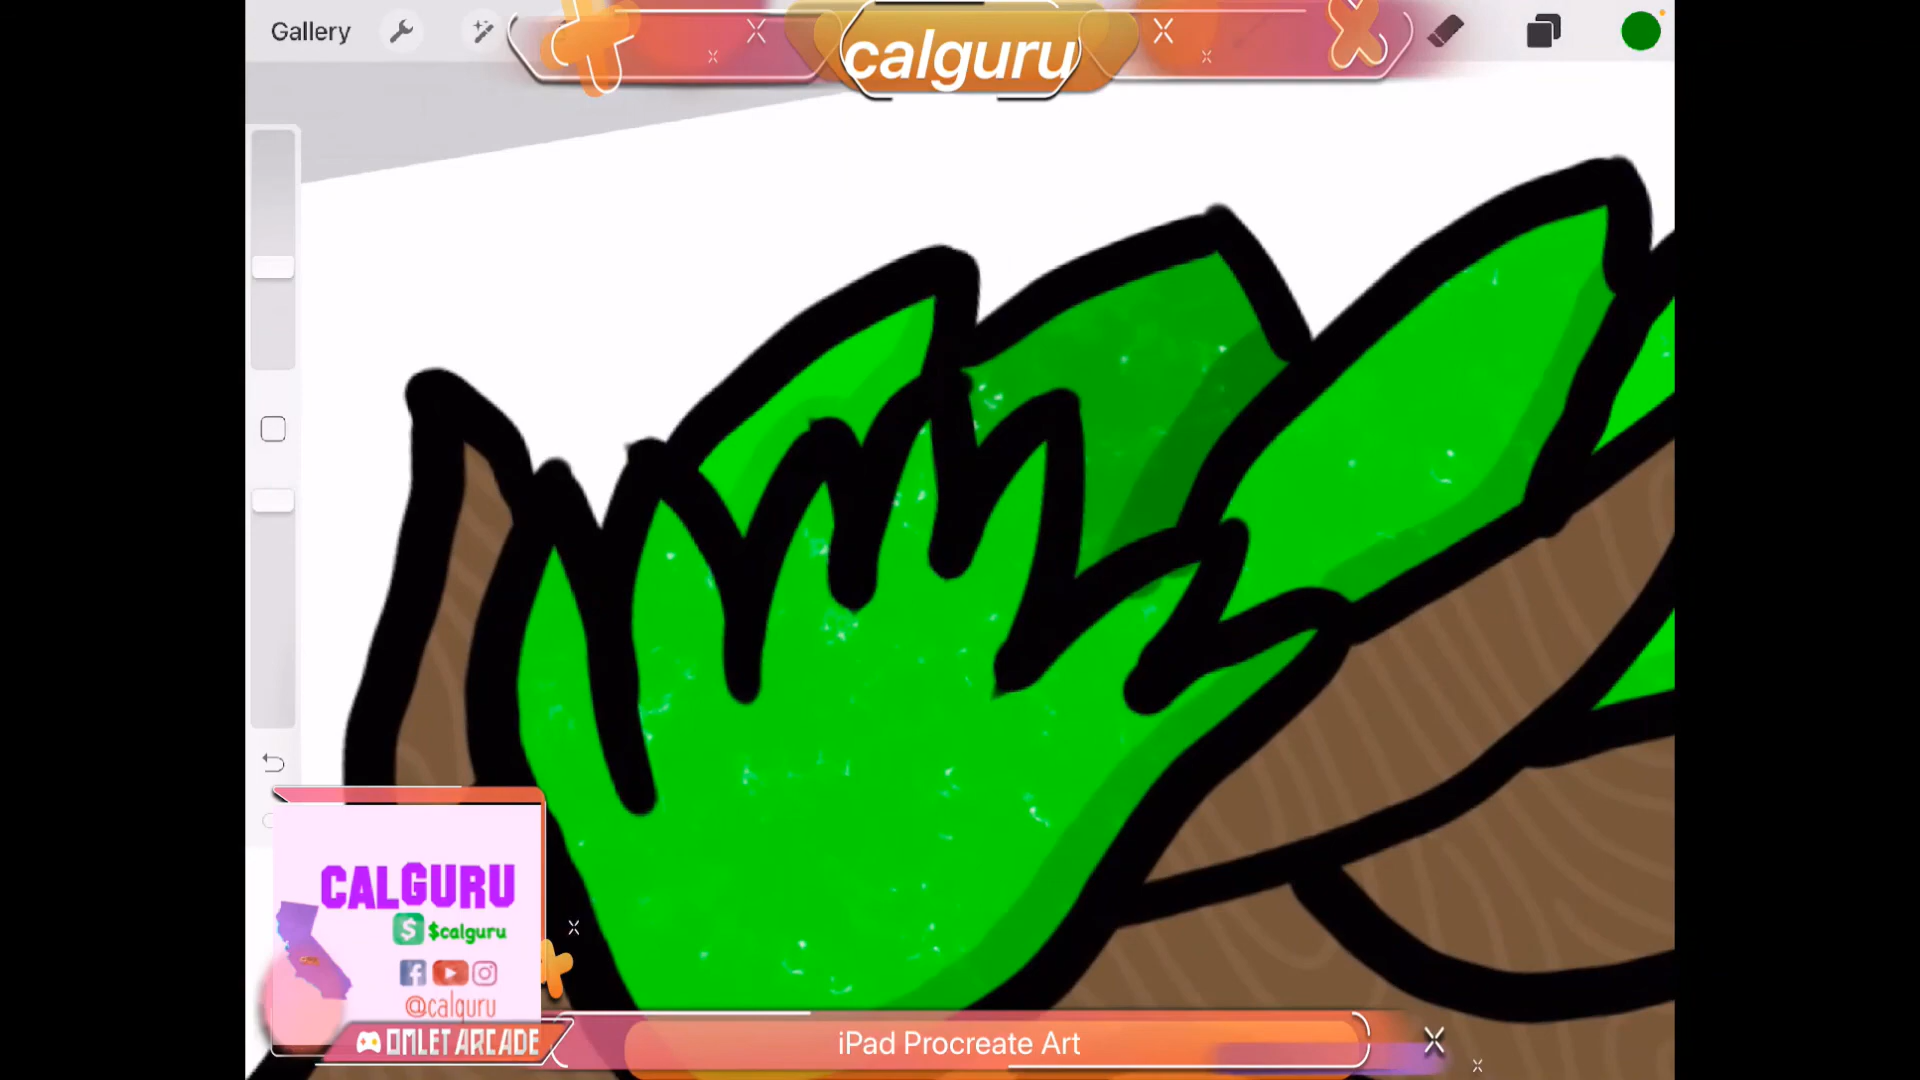 Gallery
calguru
CALGURU
$ $calguru
@calguru
OMLET ARCADE
iPad Procreate Art